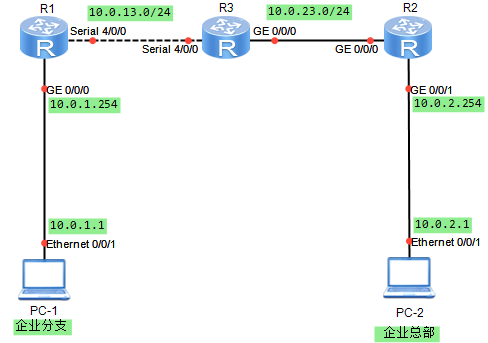 R1
10.0.13.0/24
R3
10.0.23.0/24
R2
Serial 4/0/0
Serial 4/0/0
GE 0/0/0
GE 0/0/0
R
R
R
GE 0/0/0
10.0.1.254
GE 0/0/1
10.0.2.254
10.0.1.1
Ethernet 0/0/1
10.0.2.1
Ethernet 0/0/1
PC-1
企业分支
PC-2
企业总部